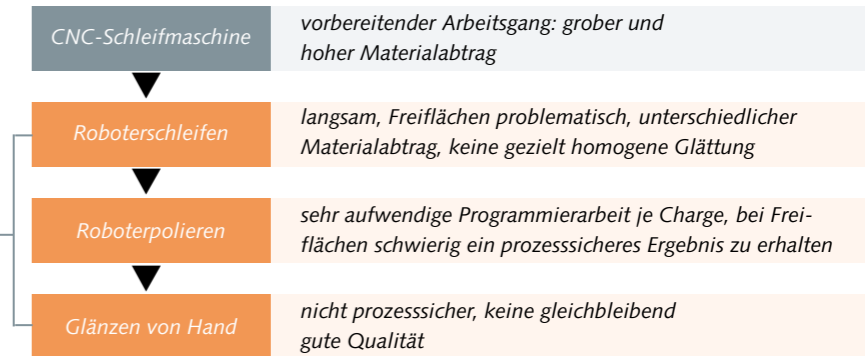 CNC-Schleifmaschine
vorbereitender Arbeitsgang: grober und
hoher Materialabtrag
Roboterschleifen
langsam, Freiflächen problematisch, unterschiedlicher
Materialabtrag, keine gezielt homogene Glättung
Roboterpolieren
sehr aufwendige Programmierarbeit je Charge, bei Frei-
flächen schwierig ein prozesssicheres Ergebnis zu erhalten
Glänzen von Hand
nicht prozesssicher, keine gleichbleibend
gute Qualität